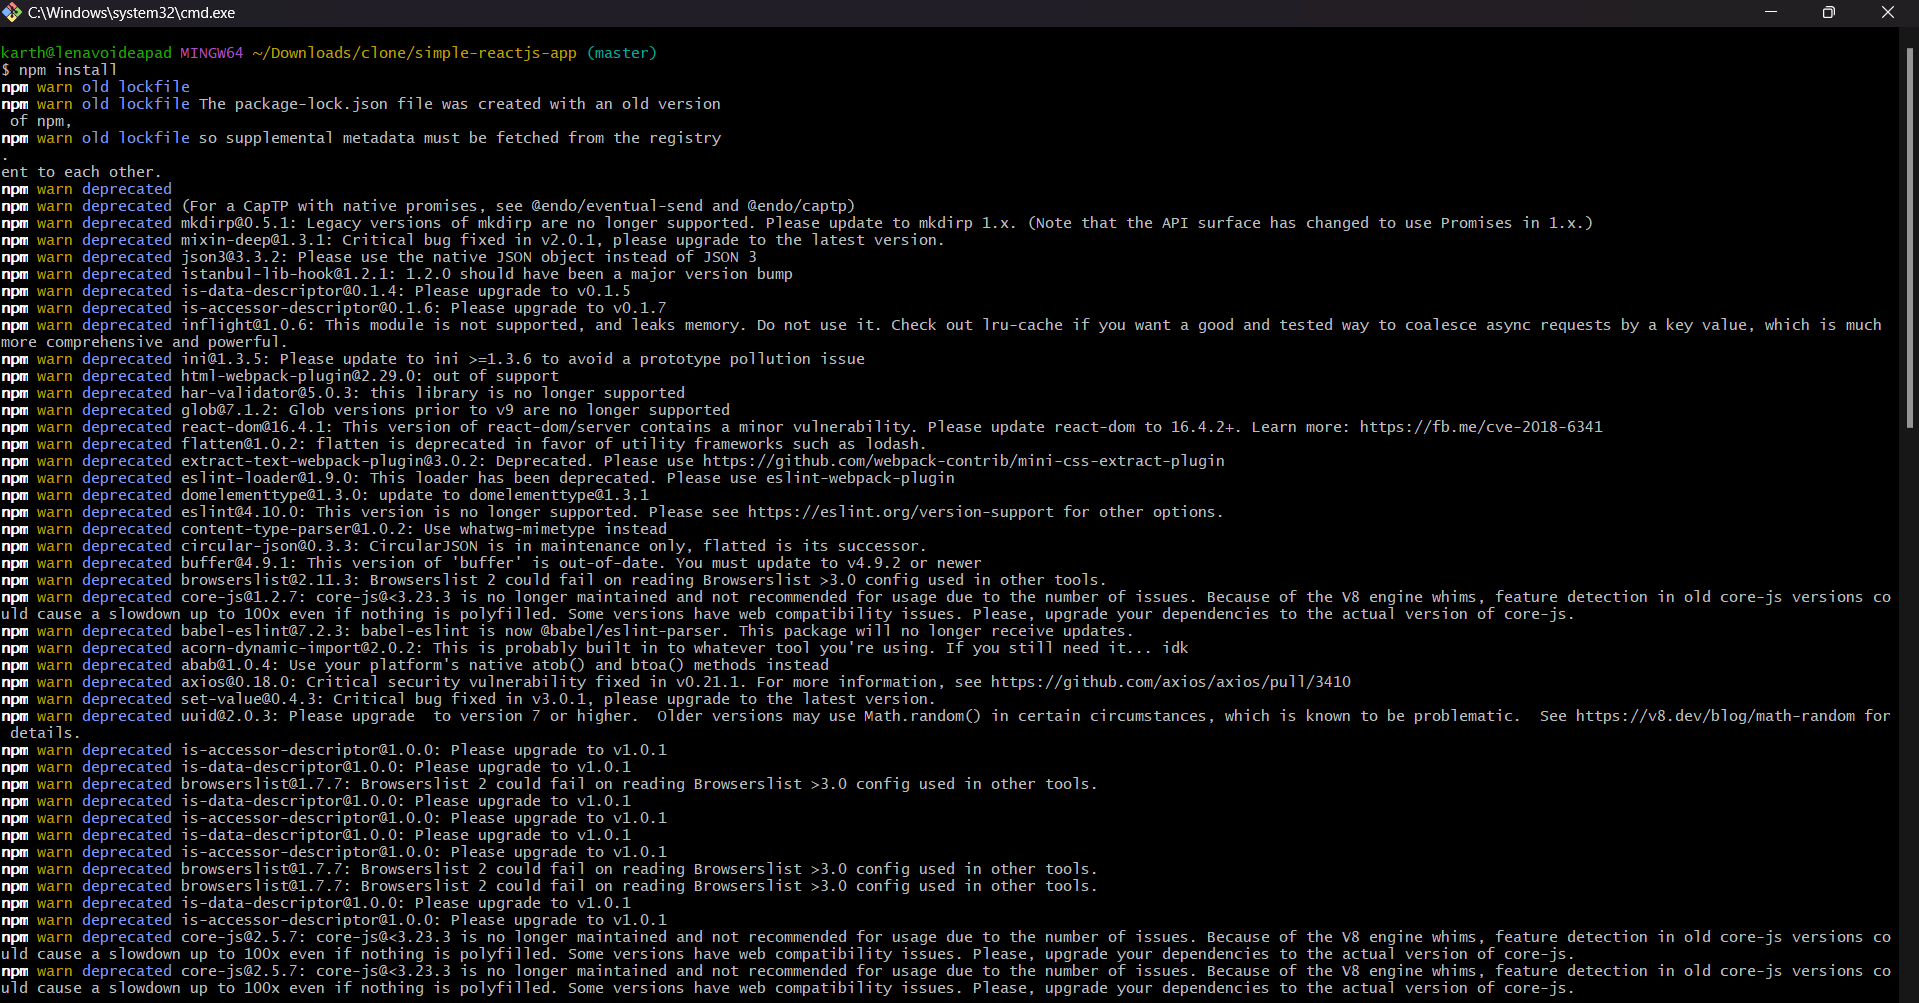 C:\Windows\system32\cmd.exe
karth@lenavoideapad MINGW64 ~/Downloads/clone/simple-reactjs-app (master)
$ npm install
npm warn old lockfile
npm warn old lockfile The package-lock.json file was created with an old version
 of npm,
npm warn old lockfile so supplemental metadata must be fetched from the registry
.
ent to each other.
npm warn deprecated
npm warn deprecated (For a CapTP with native promises, see @endo/eventual-send and @endo/captp)
npm warn deprecated mkdirp@0.5.1: Legacy versions of mkdirp are no longer supported. Please update to mkdirp 1.x. (Note that the API surface has changed to use Promises in 1.x.)
npm warn deprecated mixin-deep@1.3.1: Critical bug fixed in v2.0.1, please upgrade to the latest version.
npm warn deprecated json3@3.3.2: Please use the native JSON object instead of JSON 3
npm warn deprecated istanbul-lib-hook@1.2.1: 1.2.0 should have been a major version bump
npm warn deprecated is-data-descriptor@0.1.4: Please upgrade to v0.1.5
npm warn deprecated is-accessor-descriptor@0.1.6: Please upgrade to v0.1.7
npm warn deprecated inflight@1.0.6: This module is not supported, and leaks memory. Do not use it. Check out lru-cache if you want a good and tested way to coalesce async requests by a key value, which is much
more comprehensive and powerful.
npm warn deprecated ini@1.3.5: Please update to ini >=1.3.6 to avoid a prototype pollution issue
npm warn deprecated html-webpack-plugin@2.29.0: out of support
npm warn deprecated har-validator@5.0.3: this library is no longer supported
npm warn deprecated glob@7.1.2: Glob versions prior to v9 are no longer supported
npm warn deprecated react-dom@16.4.1: This version of react-dom/server contains a minor vulnerability. Please update react-dom to 16.4.2+. Learn more: https://fb.me/cve-2018-6341
npm warn deprecated flatten@1.0.2: flatten is deprecated in favor of utility frameworks such as lodash.
npm warn deprecated extract-text-webpack-plugin@3.0.2: Deprecated. Please use https://github.com/webpack-contrib/mini-css-extract-plugin
npm warn deprecated eslint-loader@1.9.0: This loader has been deprecated. Please use eslint-webpack-plugin
npm warn deprecated domelementtype@1.3.0: update to domelementtype@1.3.1
npm warn deprecated eslint@4.10.0: This version is no longer supported. Please see https://eslint.org/version-support for other options.
npm warn deprecated content-type-parser@1.0.2: Use whatwg-mimetype instead
npm warn deprecated circular-json@0.3.3: CircularJSON is in maintenance only, flatted is its successor.
npm warn deprecated buffer@4.9.1: This version of 'buffer' is out-of-date. You must update to v4.9.2 or newer
npm warn deprecated browserslist@2.11.3: Browserslist 2 could fail on reading Browserslist >3.0 config used in other tools.
npm warn deprecated core-js@1.2.7: core-js@<3.23.3 is no longer maintained and not recommended for usage due to the number of issues. Because of the V8 engine whims, feature detection in old core-js versions co
uld cause a slowdown up to 100x even if nothing is polyfilled. Some versions have web compatibility issues. Please, upgrade your dependencies to the actual version of core-js.
npm warn deprecated babel-eslint@7.2.3: babel-eslint is now @babel/eslint-parser. This package will no longer receive updates.
npm warn deprecated acorn-dynamic-import@2.0.2: This is probably built in to whatever tool you're using. If you still need it... idk
npm warn deprecated abab@1.0.4: Use your platform's native atob() and btoa() methods instead
npm warn deprecated axios@0.18.0: Critical security vulnerability fixed in v0.21.1. For more information, see https://github.com/axios/axios/pull/3410
npm warn deprecated set-value@0.4.3: Critical bug fixed in v3.0.1, please upgrade to the latest version.
npm warn deprecated uuid@2.0.3: Please upgrade  to version 7 or higher.  Older versions may use Math.random() in certain circumstances, which is known to be problematic.  See https://v8.dev/blog/math-random for
 details.
npm warn deprecated is-accessor-descriptor@1.0.0: Please upgrade to v1.0.1
npm warn deprecated is-data-descriptor@1.0.0: Please upgrade to v1.0.1
npm warn deprecated browserslist@1.7.7: Browserslist 2 could fail on reading Browserslist >3.0 config used in other tools.
npm warn deprecated is-data-descriptor@1.0.0: Please upgrade to v1.0.1
npm warn deprecated is-accessor-descriptor@1.0.0: Please upgrade to v1.0.1
npm warn deprecated is-data-descriptor@1.0.0: Please upgrade to v1.0.1
npm warn deprecated is-accessor-descriptor@1.0.0: Please upgrade to v1.0.1
npm warn deprecated browserslist@1.7.7: Browserslist 2 could fail on reading Browserslist >3.0 config used in other tools.
npm warn deprecated browserslist@1.7.7: Browserslist 2 could fail on reading Browserslist >3.0 config used in other tools.
npm warn deprecated is-data-descriptor@1.0.0: Please upgrade to v1.0.1
npm warn deprecated is-accessor-descriptor@1.0.0: Please upgrade to v1.0.1
npm warn deprecated core-js@2.5.7: core-js@<3.23.3 is no longer maintained and not recommended for usage due to the number of issues. Because of the V8 engine whims, feature detection in old core-js versions co
uld cause a slowdown up to 100x even if nothing is polyfilled. Some versions have web compatibility issues. Please, upgrade your dependencies to the actual version of core-js.
npm warn deprecated core-js@2.5.7: core-js@<3.23.3 is no longer maintained and not recommended for usage due to the number of issues. Because of the V8 engine whims, feature detection in old core-js versions co
uld cause a slowdown up to 100x even if nothing is polyfilled. Some versions have web compatibility issues. Please, upgrade your dependencies to the actual version of core-js.